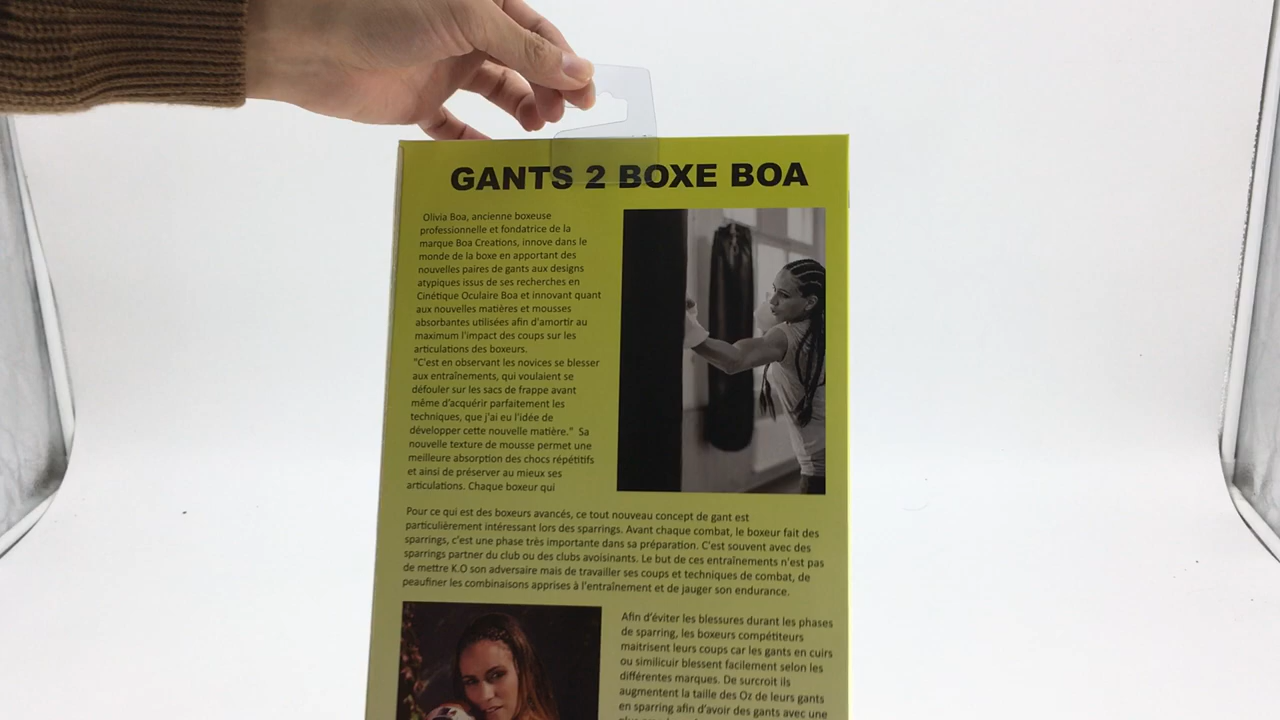 GANTS 2 BOXE BOA
Olivia Boa, ancienne boxeuse
professionnelle et fondatrice de la
marque Boa Creations, innove dans le
monde de la boxe en apportant des
nouvelles paires de gants aux designs
atypiques issus de ses recherches en
Cinétique Oculaire Boa et innovant quant
aux nouvelles matières et mousses
absorbantes utilisées afin d'amortir au
maximum l'impact des coups sur les
articulations des boxeurs.
"C'est en observant les novices se blesser
aux entraînements, qui voulaient se
défouler sur les sacs de frappe avant
même d'acquérir parfaitement les
techniques, que j'ai eu l'idée de
développer cette nouvelle matière." Sa
nouvelle texture de mousse permet une
meilleure absorption des chocs répétitifs
et ainsi de préserver au mieux ses
articulations. Chaque boxeur qui
Pour ce qui est des boxeurs avancés, ce tout nouveau concept de gant est
particulièrement intéressant lors des sparrings. Avant chaque combat, le boxeur fait des
sparrings, c'est une phase très importante dans sa préparation. C'est souvent avec des
sparrings partner du club ou des clubs avoisinants. Le but de ces entraînements n'est pas
de mettre K.O son adversaire mais de travailler ses coups et techniques de combat, de
peaufiner les combinaisons apprises à l'entraînement et de jauger son endurance.
Afin d'éviter les blessures durant les phases
de sparring, les boxeurs compétiteurs
maitrisent leurs coups car les gants en cuirs
ou similicuir blessent facilement selon les
différentes marques. De surcroit ils
augmentent la taille des Oz de leurs gants
en sparring afin d'avoir des gants avec une